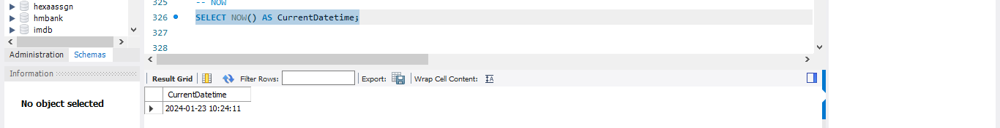 hexaassgn
hmbank
imdb
Administration Schemas
Information
No object selected
325 -- NOW
326 SELECT NOW() AS CurrentDatetime;
327
328
Result Grid Filter Rows: Export: Wrap Cell Content:
CurrentDatetime
2024-01-23 10:24:11